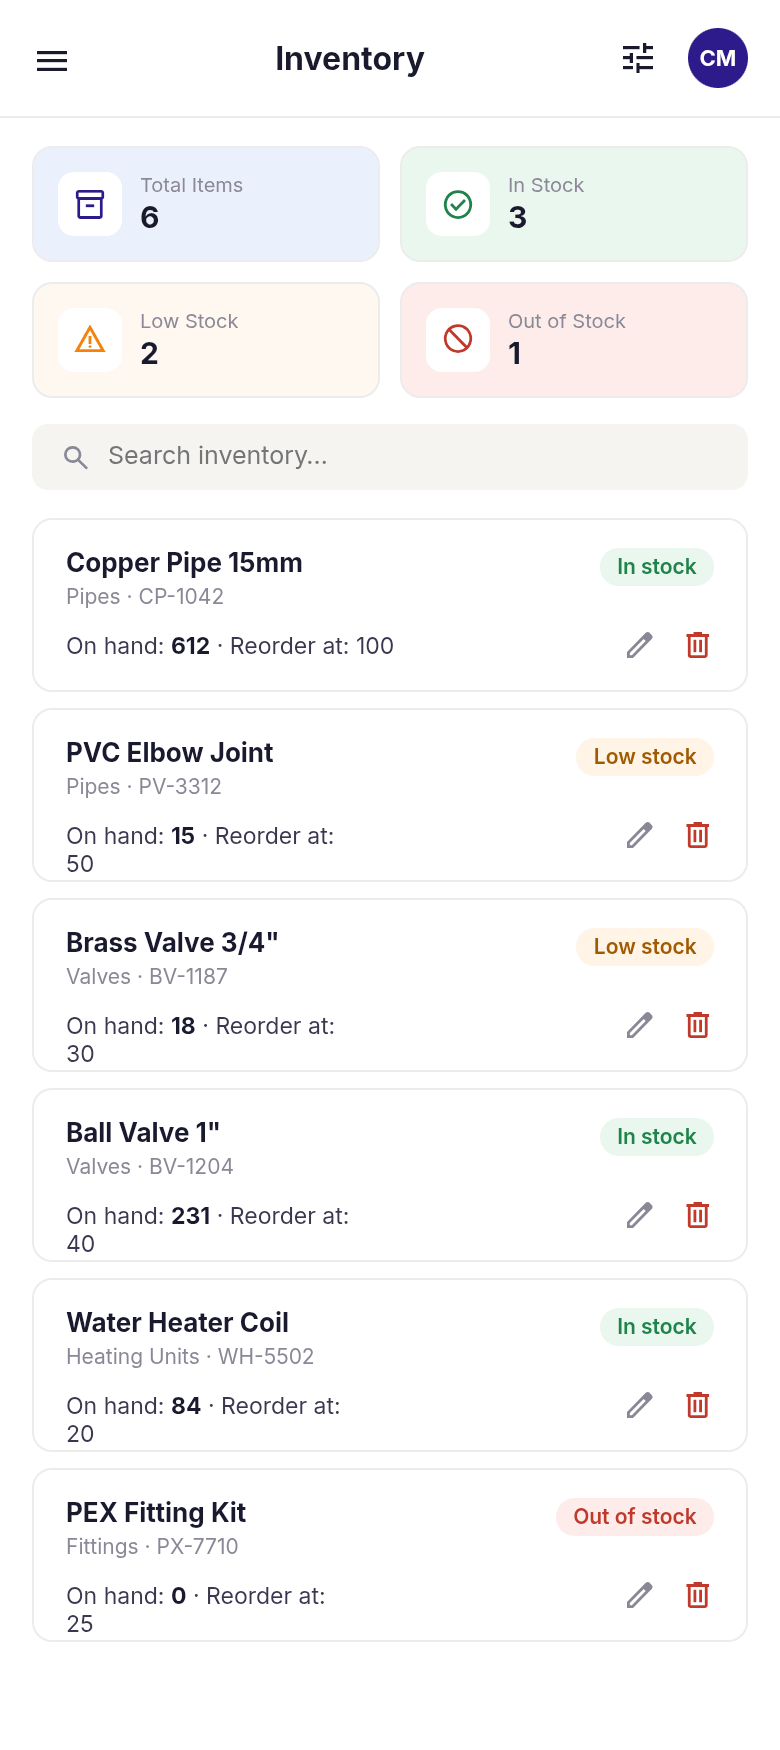 Inventory
CM
Total Items
6
In Stock
3
Low Stock
2
Out of Stock
1
Search inventory...
Copper Pipe 15mm
In stock
Pipes · CP-1042
On hand: 612 · Reorder at: 100
PVC Elbow Joint
Low stock
Pipes · PV-3312
On hand: 15 · Reorder at:
50
Brass Valve 3/4"
Low stock
Valves · BV-1187
On hand: 18 · Reorder at:
30
Ball Valve 1"
In stock
Valves · BV-1204
On hand: 231 · Reorder at:
40
Water Heater Coil
In stock
Heating Units · WH-5502
On hand: 84 · Reorder at:
20
PEX Fitting Kit
Out of stock
Fittings · PX-7710
On hand: 0 · Reorder at:
25